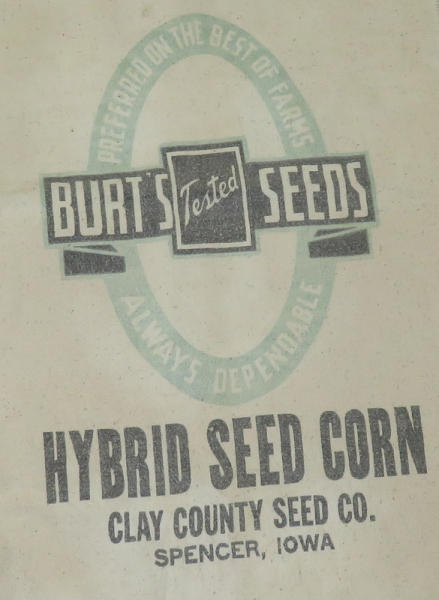 PREFERRED ON THE BEST OF FARMS
BURT'S Tested SEEDS
ALWAYS DEPENDABLE
HYBRID SEED CORN
CLAY COUNTY SEED CO.
SPENCER, IOWA